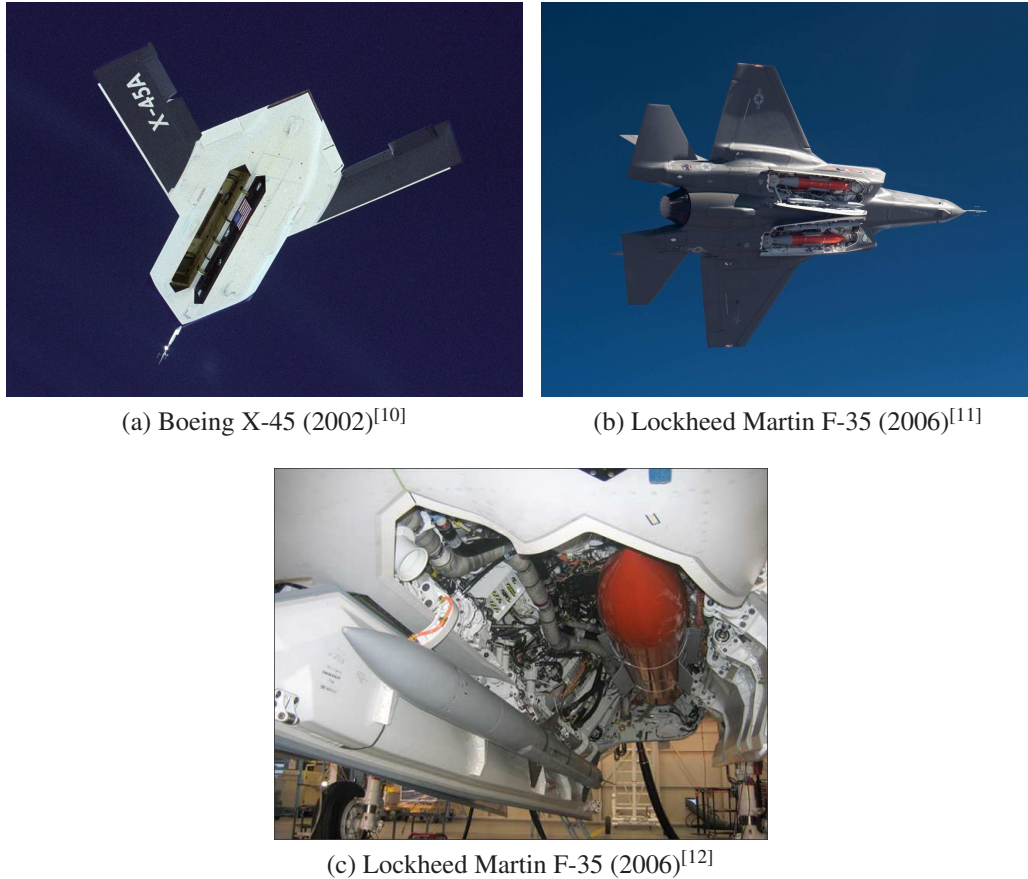 X-45A
(a) Boeing X-45 (2002)[10]
(b) Lockheed Martin F-35 (2006)[11]
(c) Lockheed Martin F-35 (2006)[12]